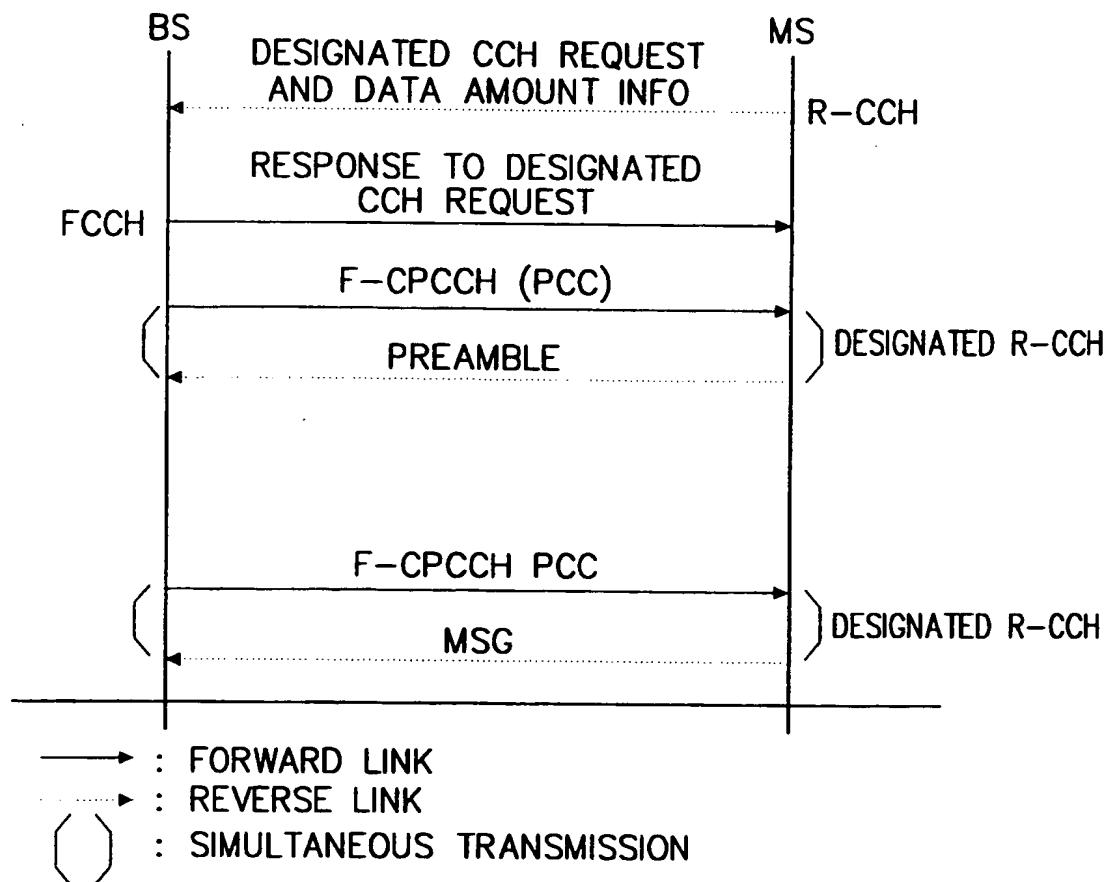 BS
MS
DESIGNATED CCH REQUEST
AND DATA AMOUNT INFO
R-CCH
RESPONSE TO DESIGNATED
CCH REQUEST
FCCH
F-CPCCH (PCC)
DESIGNATED R-CCH
PREAMBLE
F-CPCCH PCC
DESIGNATED R-CCH
MSG
: FORWARD LINK
: REVERSE LINK
: SIMULTANEOUS TRANSMISSION